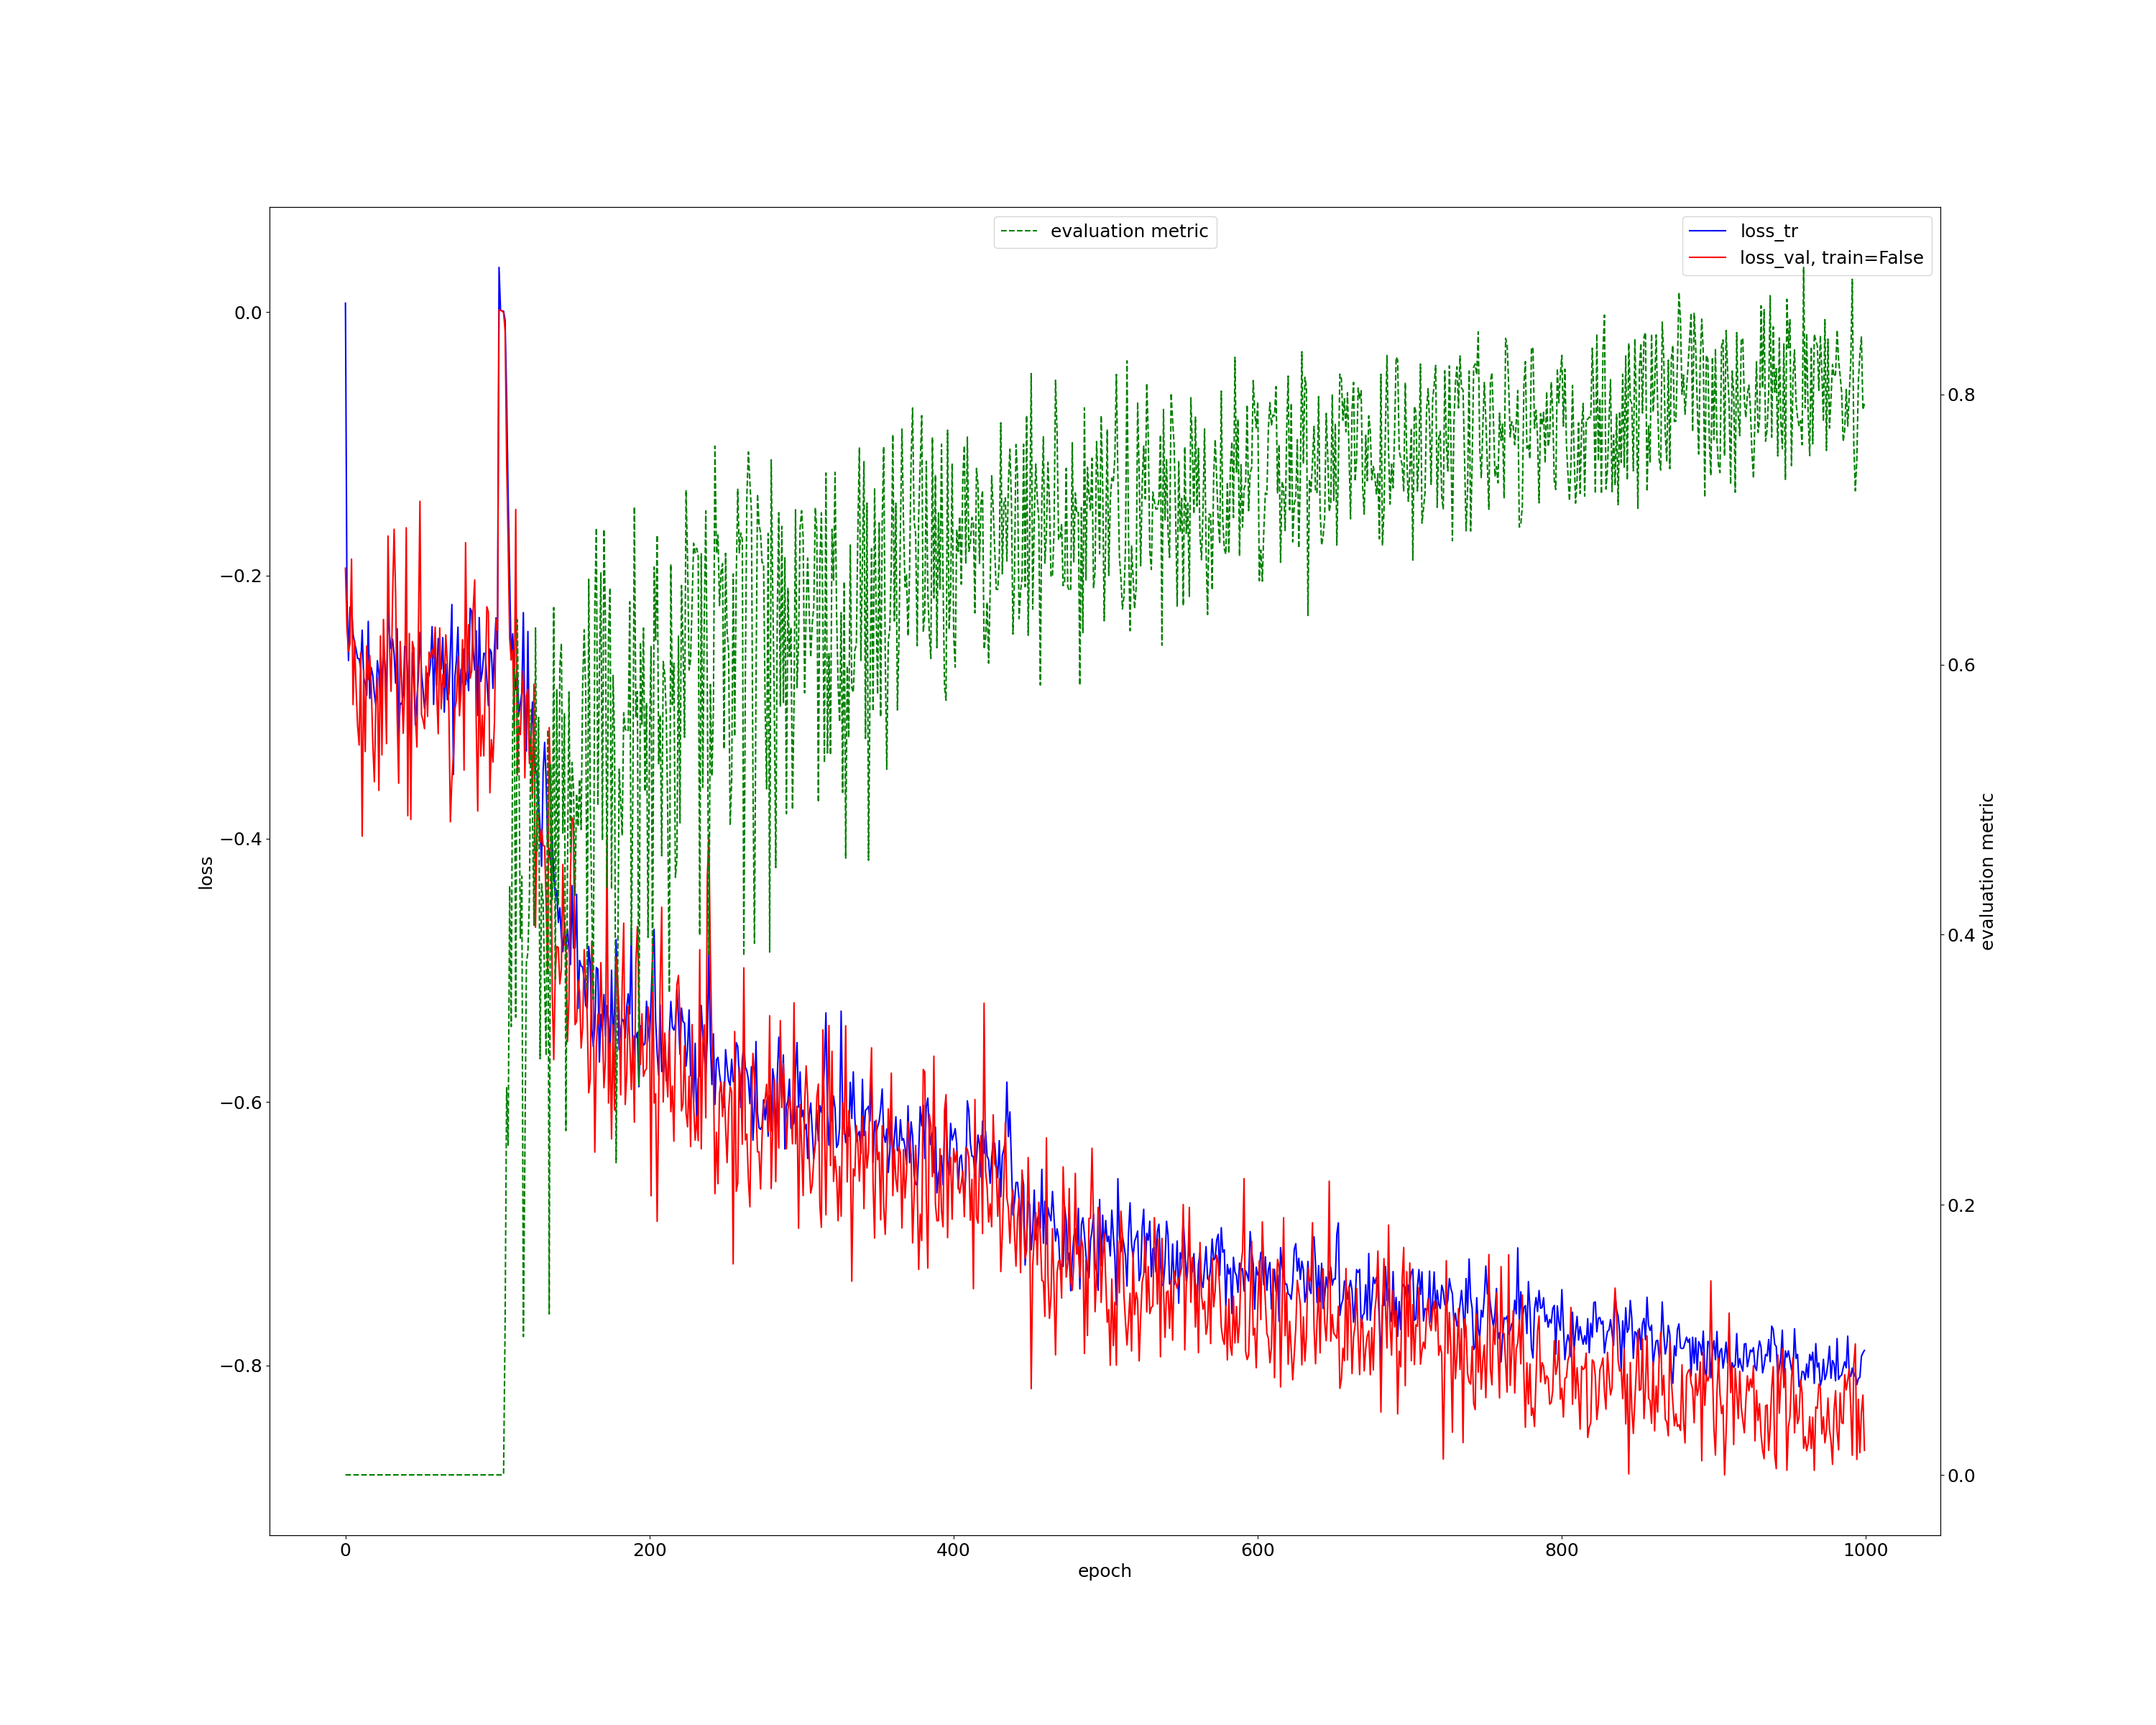 evaluation metric
loss_tr
loss_val, train=False
0.0
−0.2
−0.4
−0.6
−0.8
loss
0.8
0.6
0.4
0.2
0.0
evaluation metric
0 200 400 600 800 1000
epoch